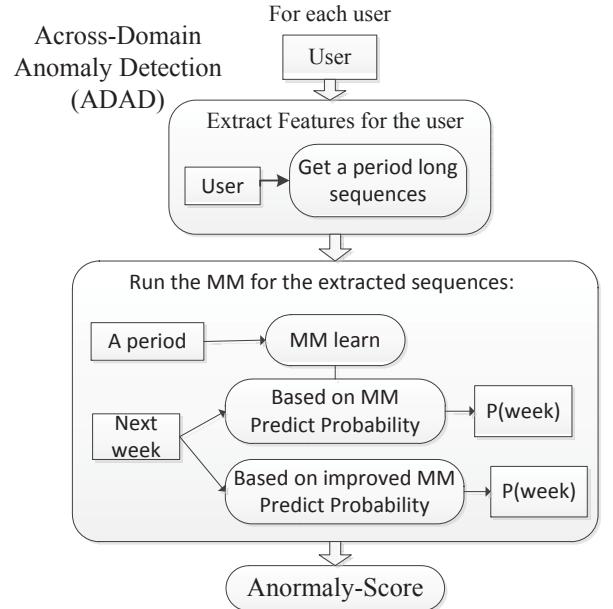 Across-Domain
Anomaly Detection
(ADAD)
For each user
User
Extract Features for the user
User
Get a period long
sequences
Run the MM for the extracted sequences:
A period
MM learn
Next
week
Based on MM
Predict Probability
P(week)
Based on improved MM
Predict Probability
P(week)
Anormaly-Score